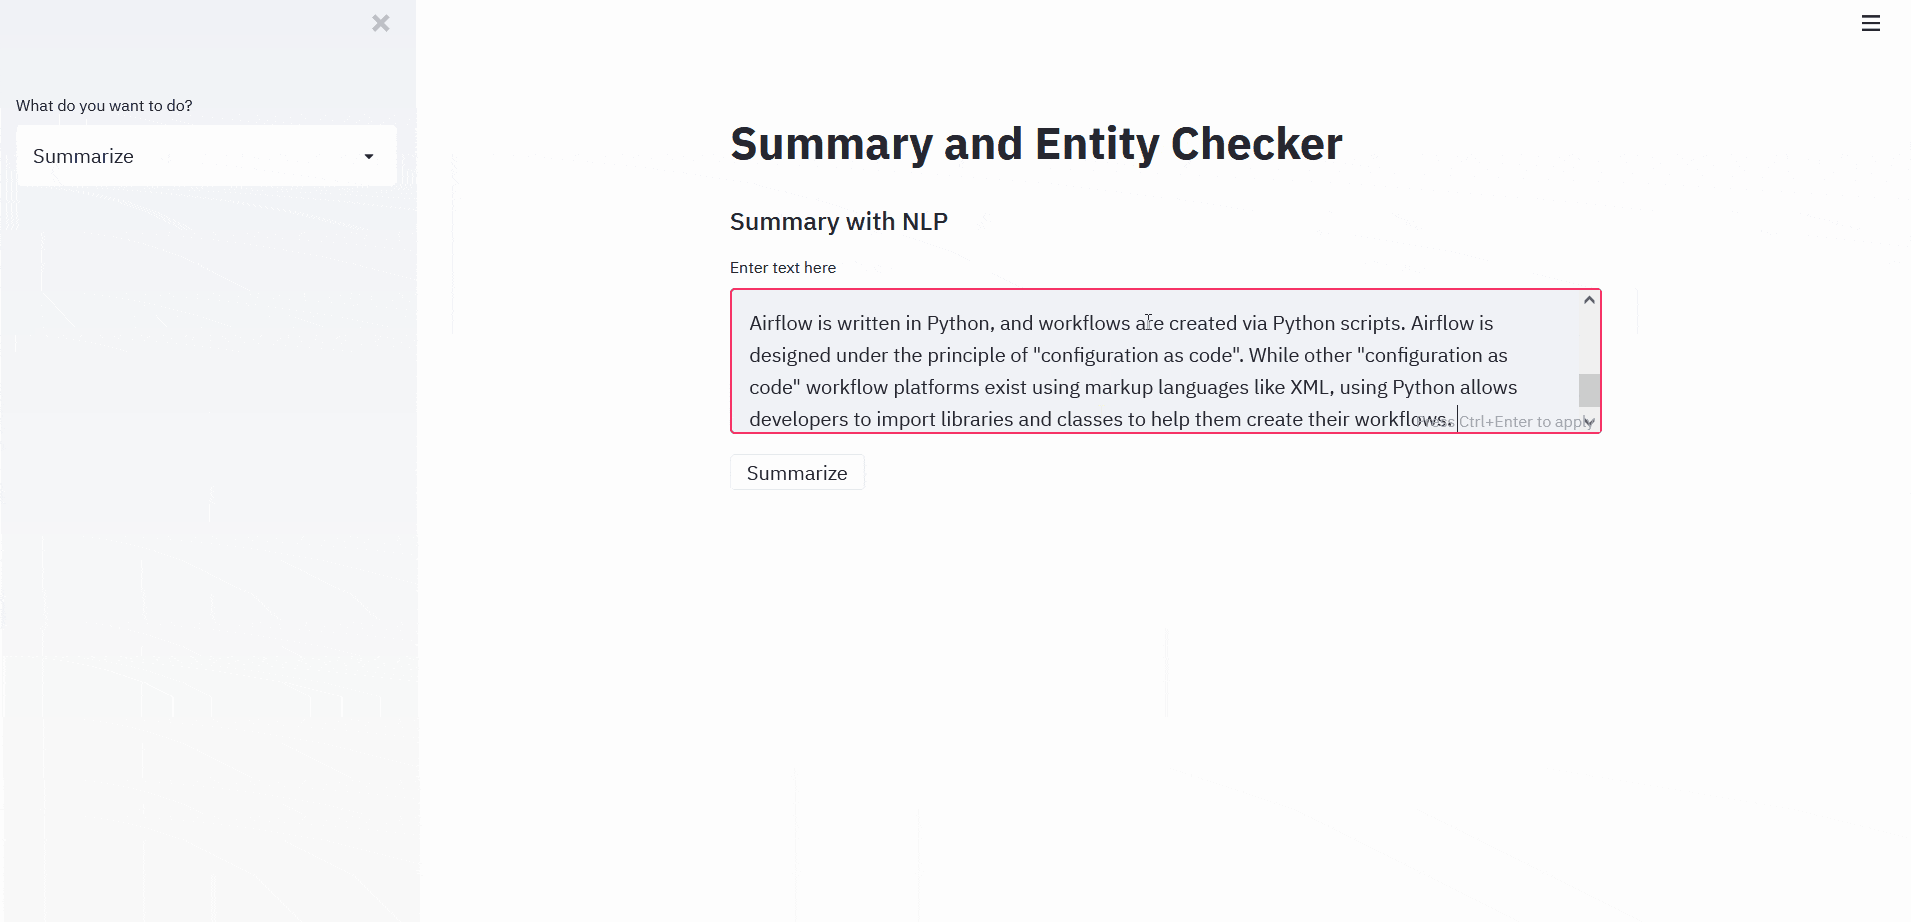 What do you want to do?
Summarize
Summary and Entity Checker
Summary with NLP
Enter text here
Airflow is written in Python, and workflows are created via Python scripts. Airflow is
designed under the principle of "configuration as code". While other "configuration as
code" workflow platforms exist using markup languages like XML, using Python allows
developers to import libraries and classes to help them create their workflows.
Press Ctrl+Enter to apply
Summarize